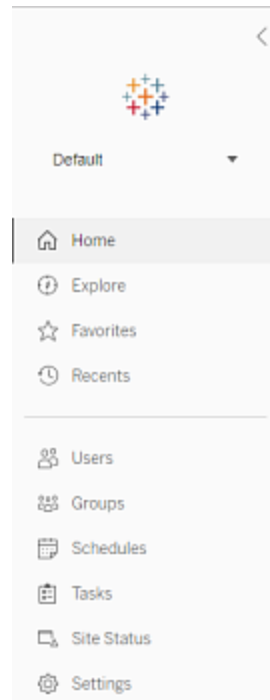 Default
Home
Explore
Favorites
Recents
Users
Groups
Schedules
Tasks
Site Status
Settings